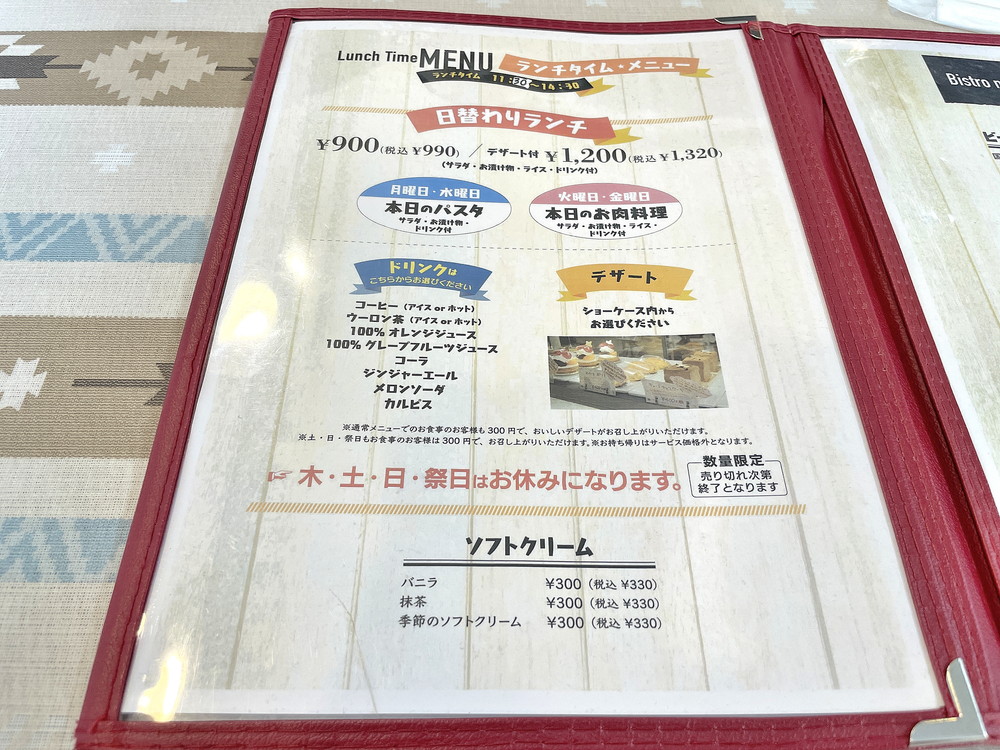 Lunch Time MENU ランチタイム・メニュー
ランチタイム 11:30～14:30
日替わりランチ
¥900(税込 ¥990) / デザート付 ¥1,200(税込 ¥1,320)
(サラダ・お漬け物・ライス・ドリンク付)
月曜日・水曜日
本日のパスタ
サラダ・お漬け物・
ドリンク付
火曜日・金曜日
本日のお肉料理
サラダ・お漬け物・ライス・
ドリンク付
ドリンクは
こちらからお選びください
コーヒー (アイス or ホット)
ウーロン茶 (アイス or ホット)
100% オレンジジュース
100% グレープフルーツジュース
コーラ
ジンジャーエール
メロンソーダ
カルピス
デザート
ショーケース内から
お選びください
※通常メニューでのお食事のお客様も300円で、おいしいデザートがお召し上がりいただけます。
※土・日・祭日もお食事のお客様は300円で、お召し上がりいただけます。※お持ち帰りはサービス価格外となります。
☞ 木・土・日・祭日はお休みになります。
数量限定
売り切れ次第
終了となります
ソフトクリーム
バニラ ¥300 (税込 ¥330)
抹茶 ¥300 (税込 ¥330)
季節のソフトクリーム ¥300 (税込 ¥330)
Bistro